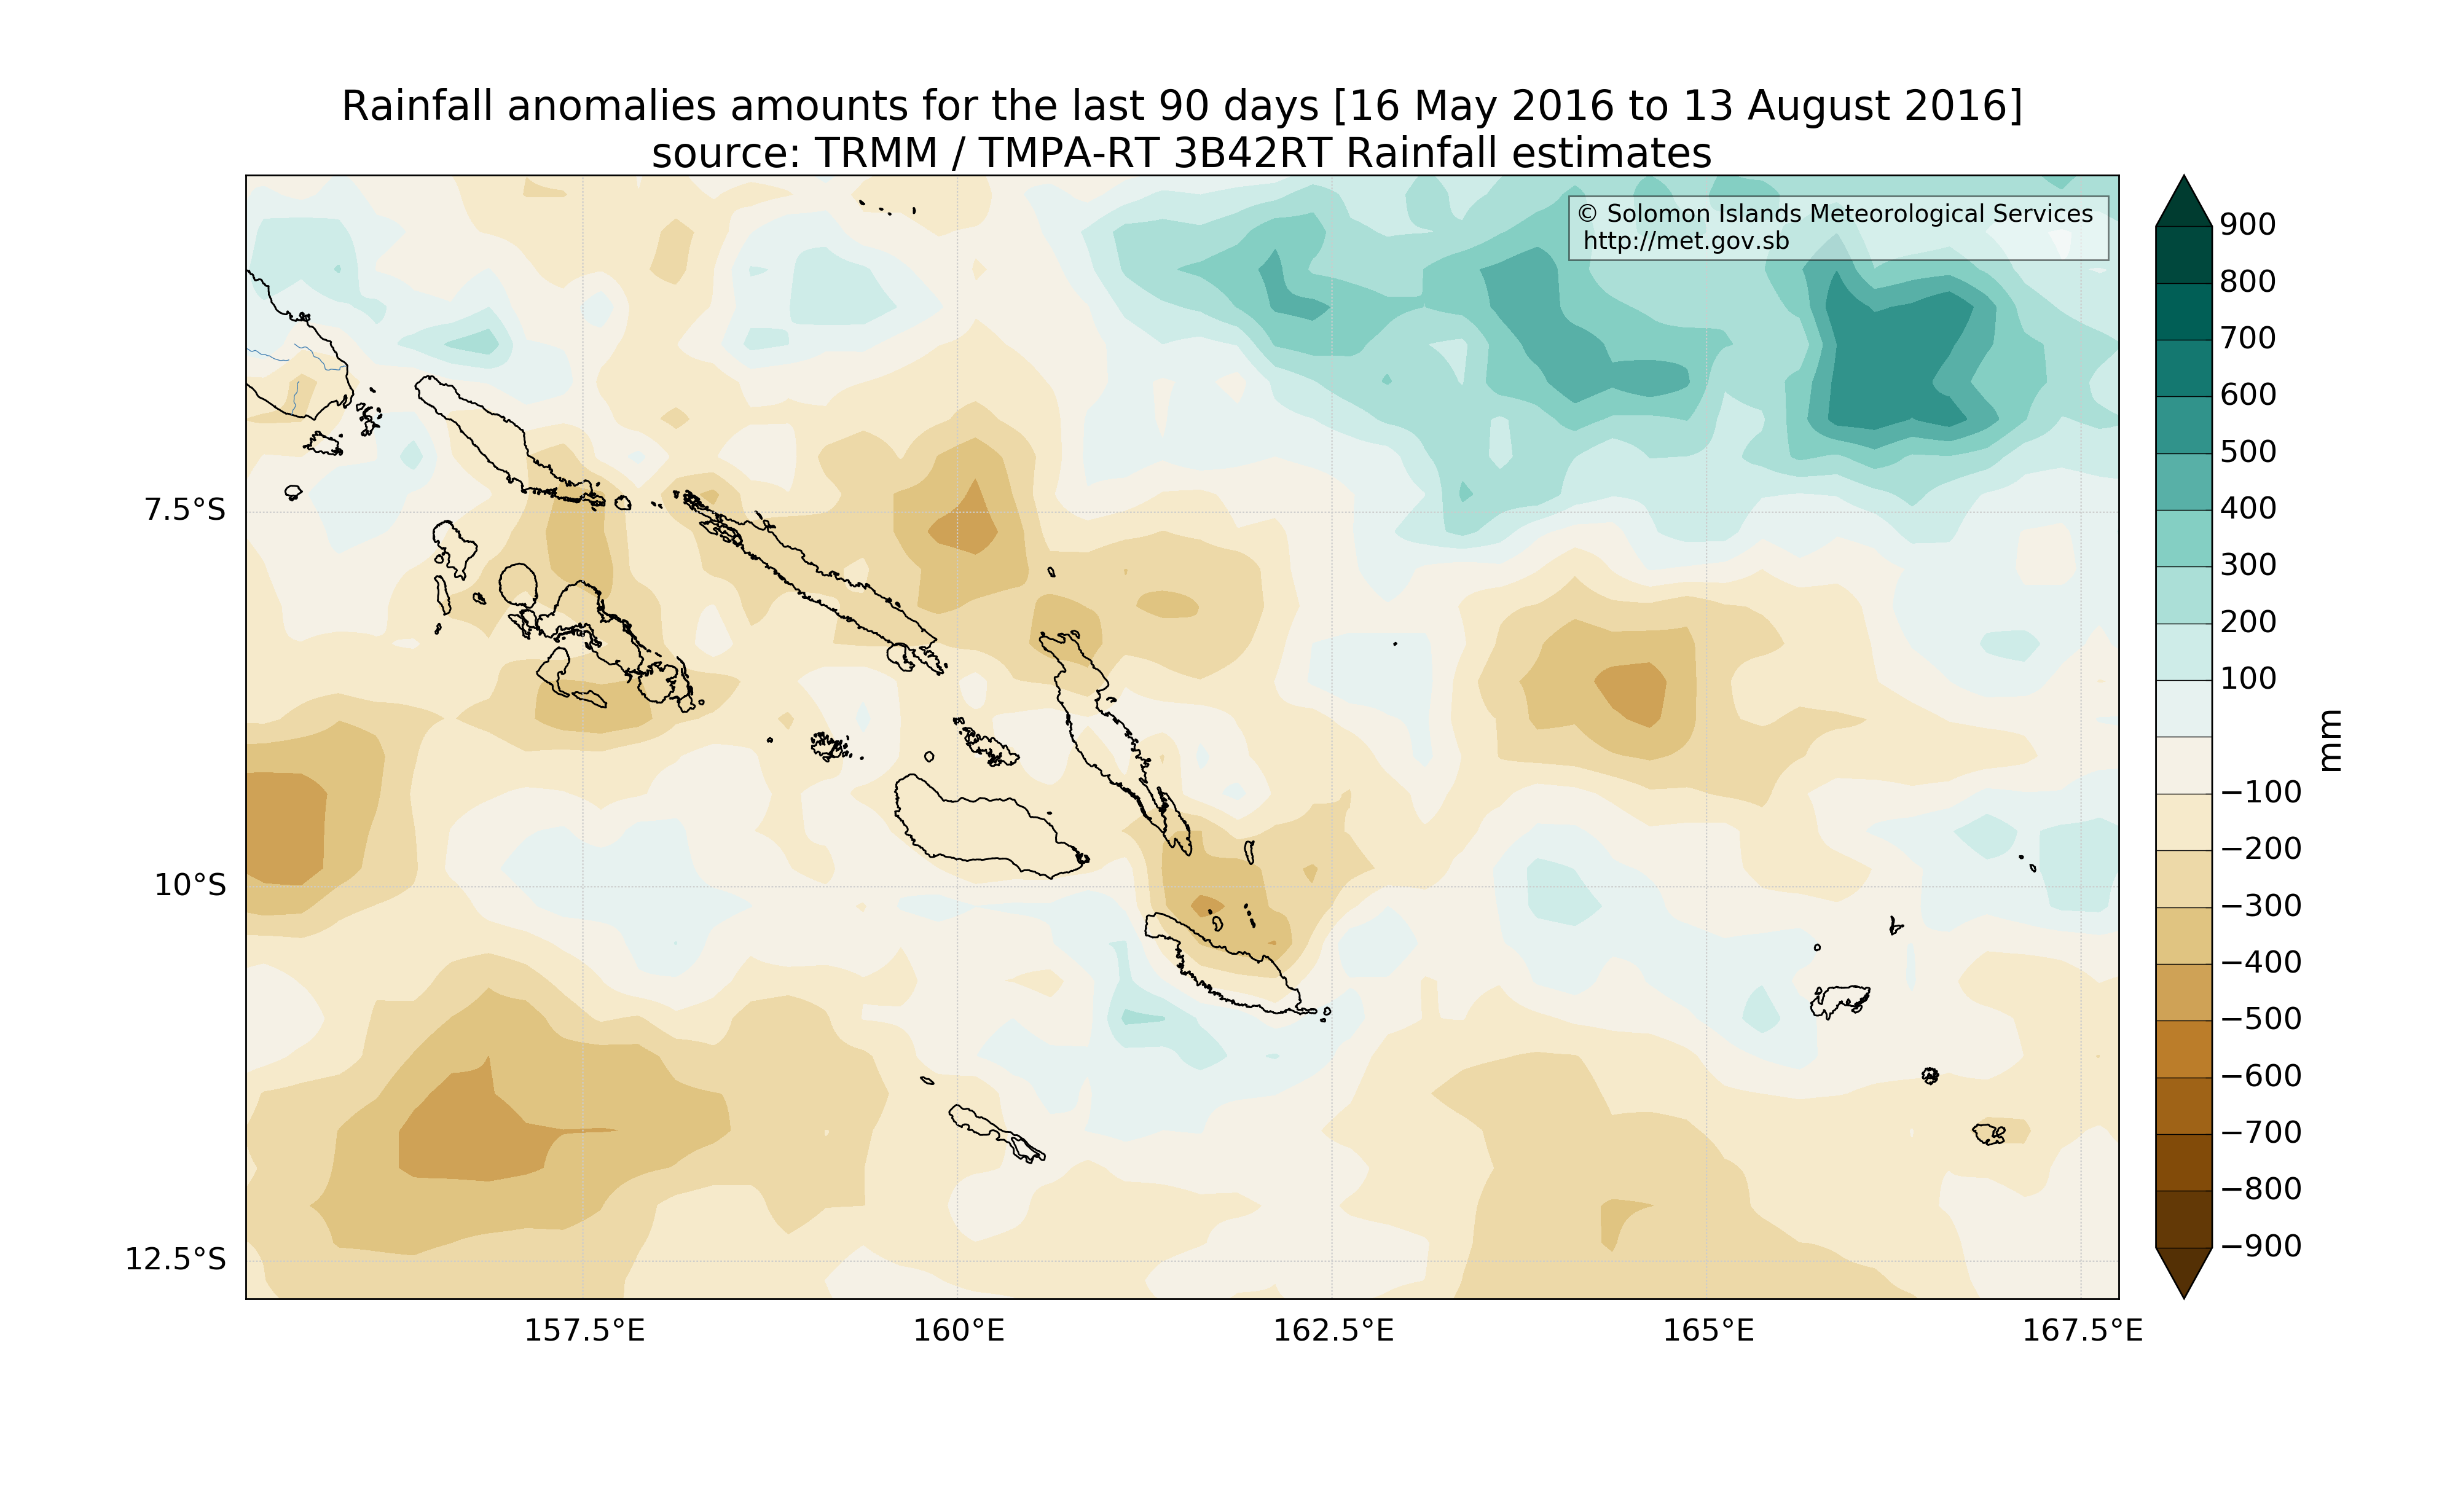 Rainfall anomalies amounts for the last 90 days [16 May 2016 to 13 August 2016]
source: TRMM / TMPA-RT 3B42RT Rainfall estimates
© Solomon Islands Meteorological Services
http://met.gov.sb
7.5°S
10°S
12.5°S
157.5°E
160°E
162.5°E
165°E
167.5°E
900
800
700
600
500
400
300
200
100
−100
−200
−300
−400
−500
−600
−700
−800
−900
mm